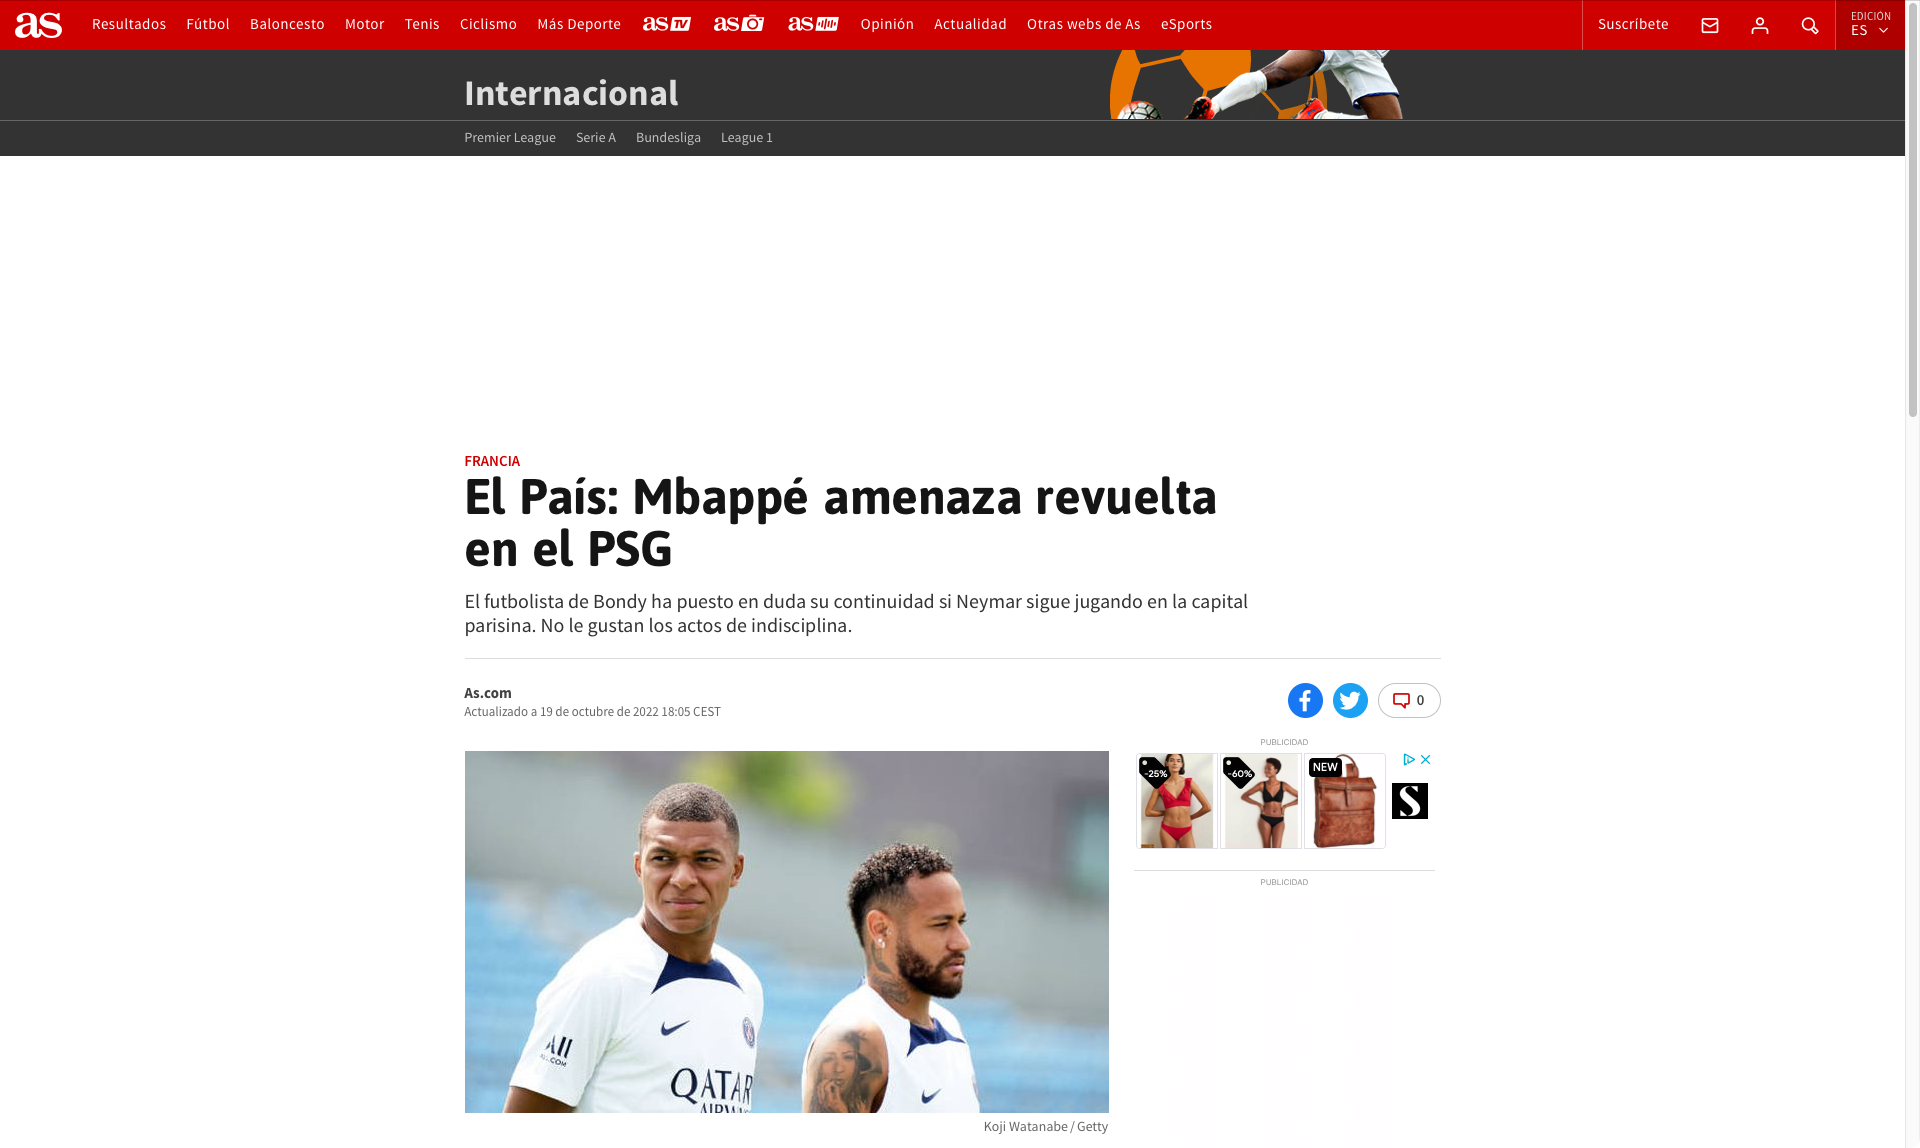 as Resultados Fútbol Baloncesto Motor Tenis Ciclismo Más Deporte as TV as as Opinión Actualidad Otras webs de As eSports Suscríbete EDICIÓN
ES
Internacional
Premier League Serie A Bundesliga League 1
FRANCIA
El País: Mbappé amenaza revuelta
en el PSG
El futbolista de Bondy ha puesto en duda su continuidad si Neymar sigue jugando en la capital
parisina. No le gustan los actos de indisciplina.
As.com
Actualizado a 19 de octubre de 2022 18:05 CEST
0
PUBLICIDAD
-25% -60% NEW
S
PUBLICIDAD
All
QATAR
Koji Watanabe / Getty